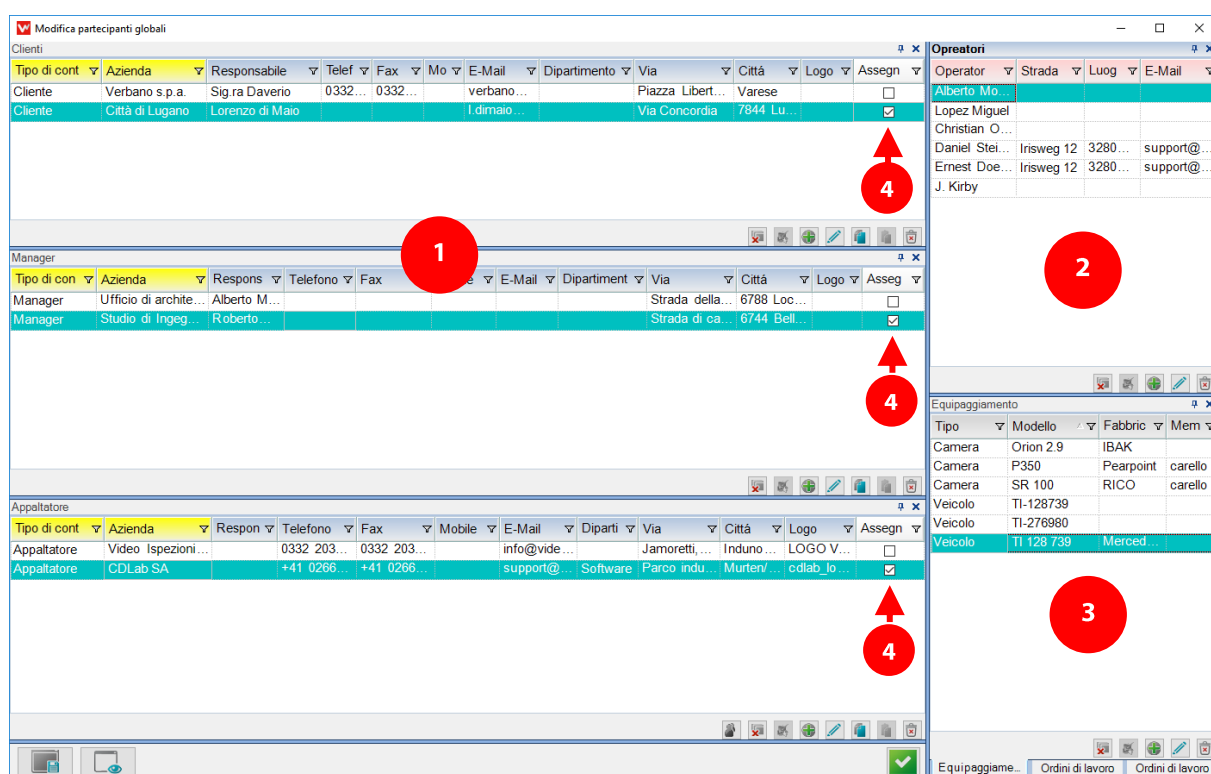 Modifica partecipanti globali
Clienti
Tipo di cont Azienda Responsabile Telef Fax Mo E-Mail Dipartimento Via Città Logo Assegn
Cliente Verbano s.p.a. Sig.ra Daverio 0332... 0332... verbano... Piazza Libert... Varese
Cliente Città di Lugano Lorenzo di Maio l.dimaio... Via Concordia 7844 Lu...
4
1
Manager
Tipo di con Azienda Respons Telefono Fax e E-Mail Dipartiment Via Città Logo Asseg
Manager Ufficio di archite... Alberto M... Strada della... 6788 Loc...
Manager Studio di Ingeg... Roberto... Strada di ca... 6744 Bell...
4
Appaltatore
Tipo di cont Azienda Respon Telefono Fax Mobile E-Mail Diparti Via Città Logo Assegn
Appaltatore Video Ispezioni... 0332 203... 0332 203... info@vide... Jamoretti,... Induno... LOGO V...
Appaltatore CDLab SA +41 0266... +41 0266... support@... Software Parco indu... Murten/... cdlab_lo...
4
Opreatori
Operator Strada Luog E-Mail
Alberto Mo...
Lopez Miguel
Christian O...
Daniel Stei... Irisweg 12 3280... support@...
Ernest Doe... Irisweg 12 3280... support@...
J. Kirby
2
Equipaggiamento
Tipo Modello Fabbric Mem
Camera Orion 2.9 IBAK
Camera P350 Pearpoint carello
Camera SR 100 RICO carello
Veicolo TI-128739
Veicolo TI-276980
Veicolo TI 128 739 Merced...
3
Equipaggiame... Ordini di lavoro Ordini di lavoro